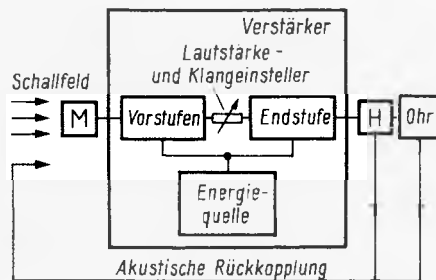 Verstärker
Lautstärke -
und Klangeinsteller
Schallfeld
M
Vorstufen
Endstufe
H
Ohr
Energie-
quelle
Akustische Rückkopplung